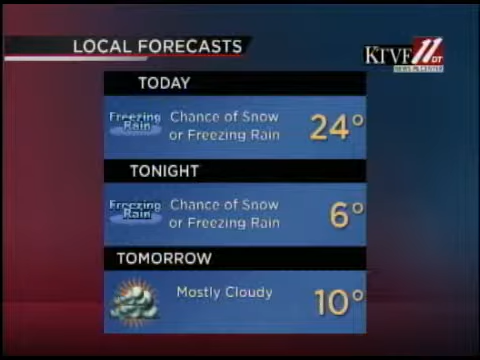 LOCAL FORECASTS
KTVF 11 DT
TODAY
Freezing
Rain
Chance of Snow
or Freezing Rain
24°
TONIGHT
Freezing
Rain
Chance of Snow
or Freezing Rain
6°
TOMORROW
Mostly Cloudy
10°